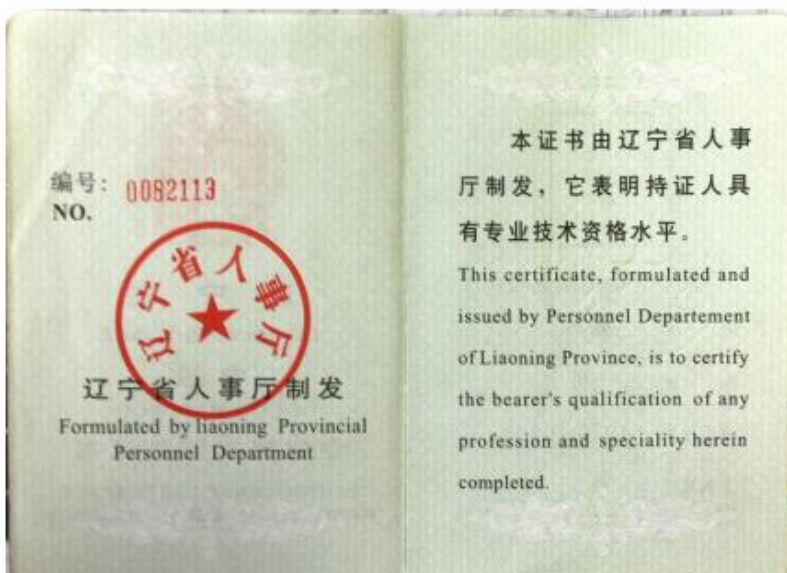 编号: 0082113
NO.
辽宁省人事厅
辽宁省人事厅制发
Formulated by liaoning Provincial
Personnel Department
本证书由辽宁省人事
厅制发，它表明持证人具
有专业技术资格水平。
This certificate, formulated and
issued by Personnel Departement
of Liaoning Province, is to certify
the bearer's qualification of any
profession and speciality herein
completed.